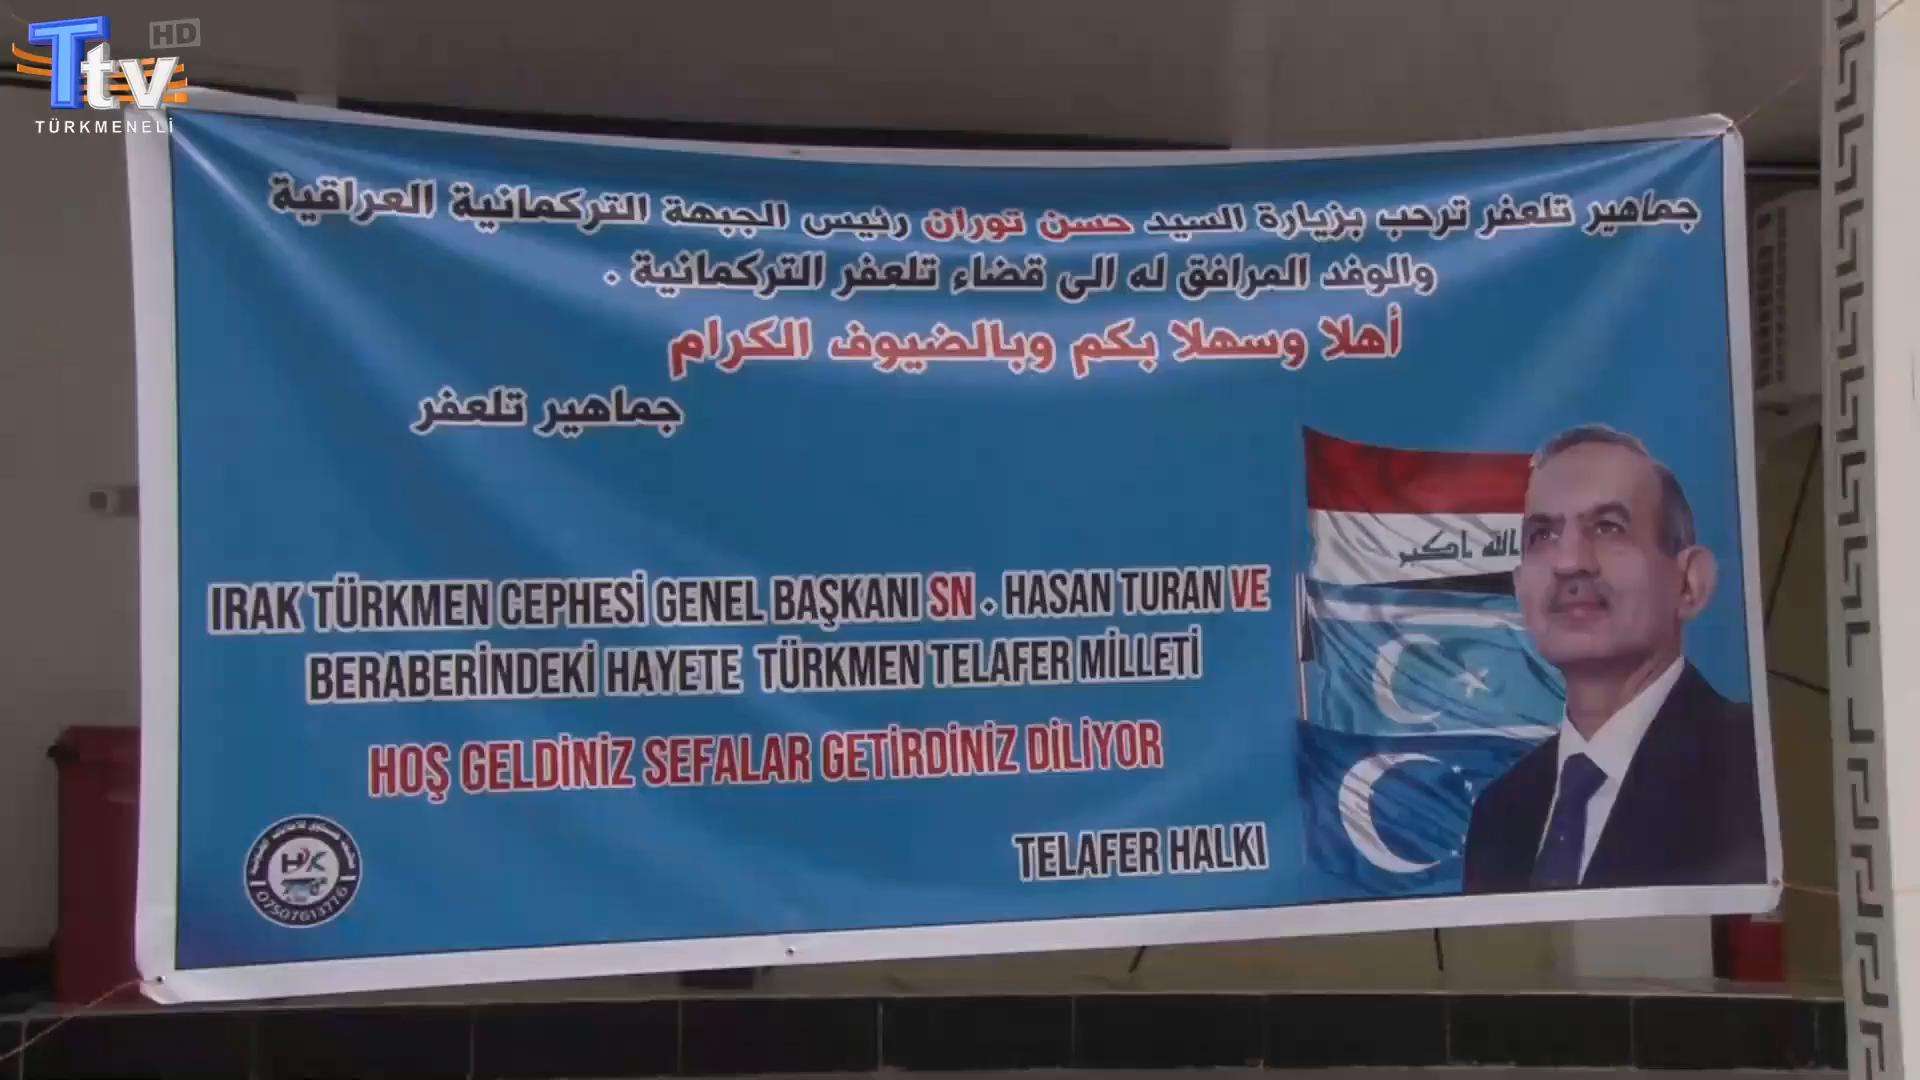 Ttv HD
TÜRKMENELİ
جماهير تلعفر ترحب بزيارة السيد حسن توران رئيس الجبهة التركمانية العراقية
والوفد المرافق له الى قضاء تلعفر التركمانية .
أهلا وسهلا بكم وبالضيوف الكرام
جماهير تلعفر
الله اكبر
IRAK TÜRKMEN CEPHESİ GENEL BAŞKANI SN . HASAN TURAN VE
BERABERİNDEKİ HAYETE TÜRKMEN TELAFER MİLLETİ
HOŞ GELDİNİZ SEFALAR GETİRDİNİZ DİLİYOR
TELAFER HALKI
HK
07507613776